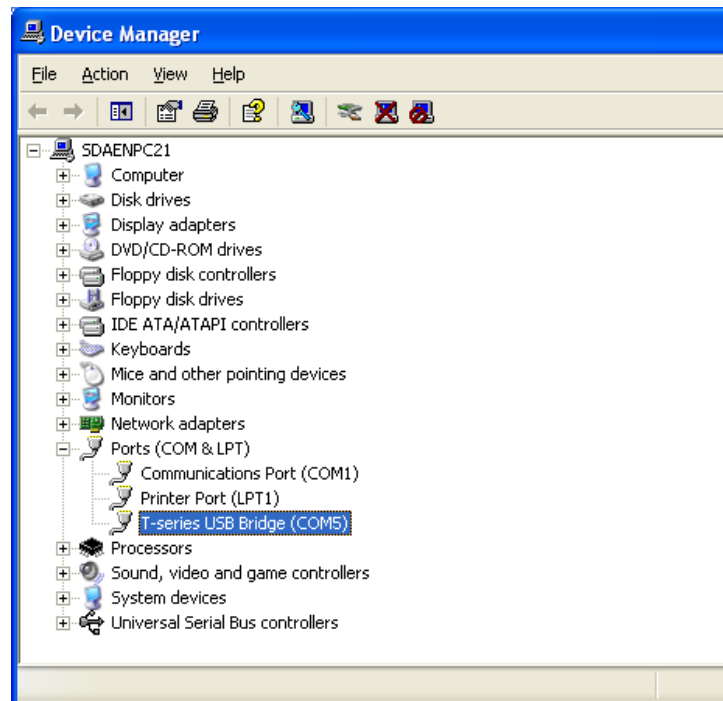 Device Manager
File Action View Help
SDAENPC21
Computer
Disk drives
Display adapters
DVD/CD-ROM drives
Floppy disk controllers
Floppy disk drives
IDE ATA/ATAPI controllers
Keyboards
Mice and other pointing devices
Monitors
Network adapters
Ports (COM & LPT)
Communications Port (COM1)
Printer Port (LPT1)
T-series USB Bridge (COM5)
Processors
Sound, video and game controllers
System devices
Universal Serial Bus controllers